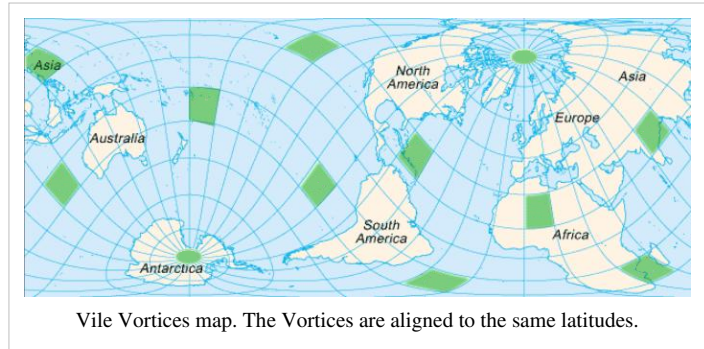 Asia
North
America
Asia
Europe
Australia
South
America
Africa
Antarctica
Vile Vortices map. The Vortices are aligned to the same latitudes.